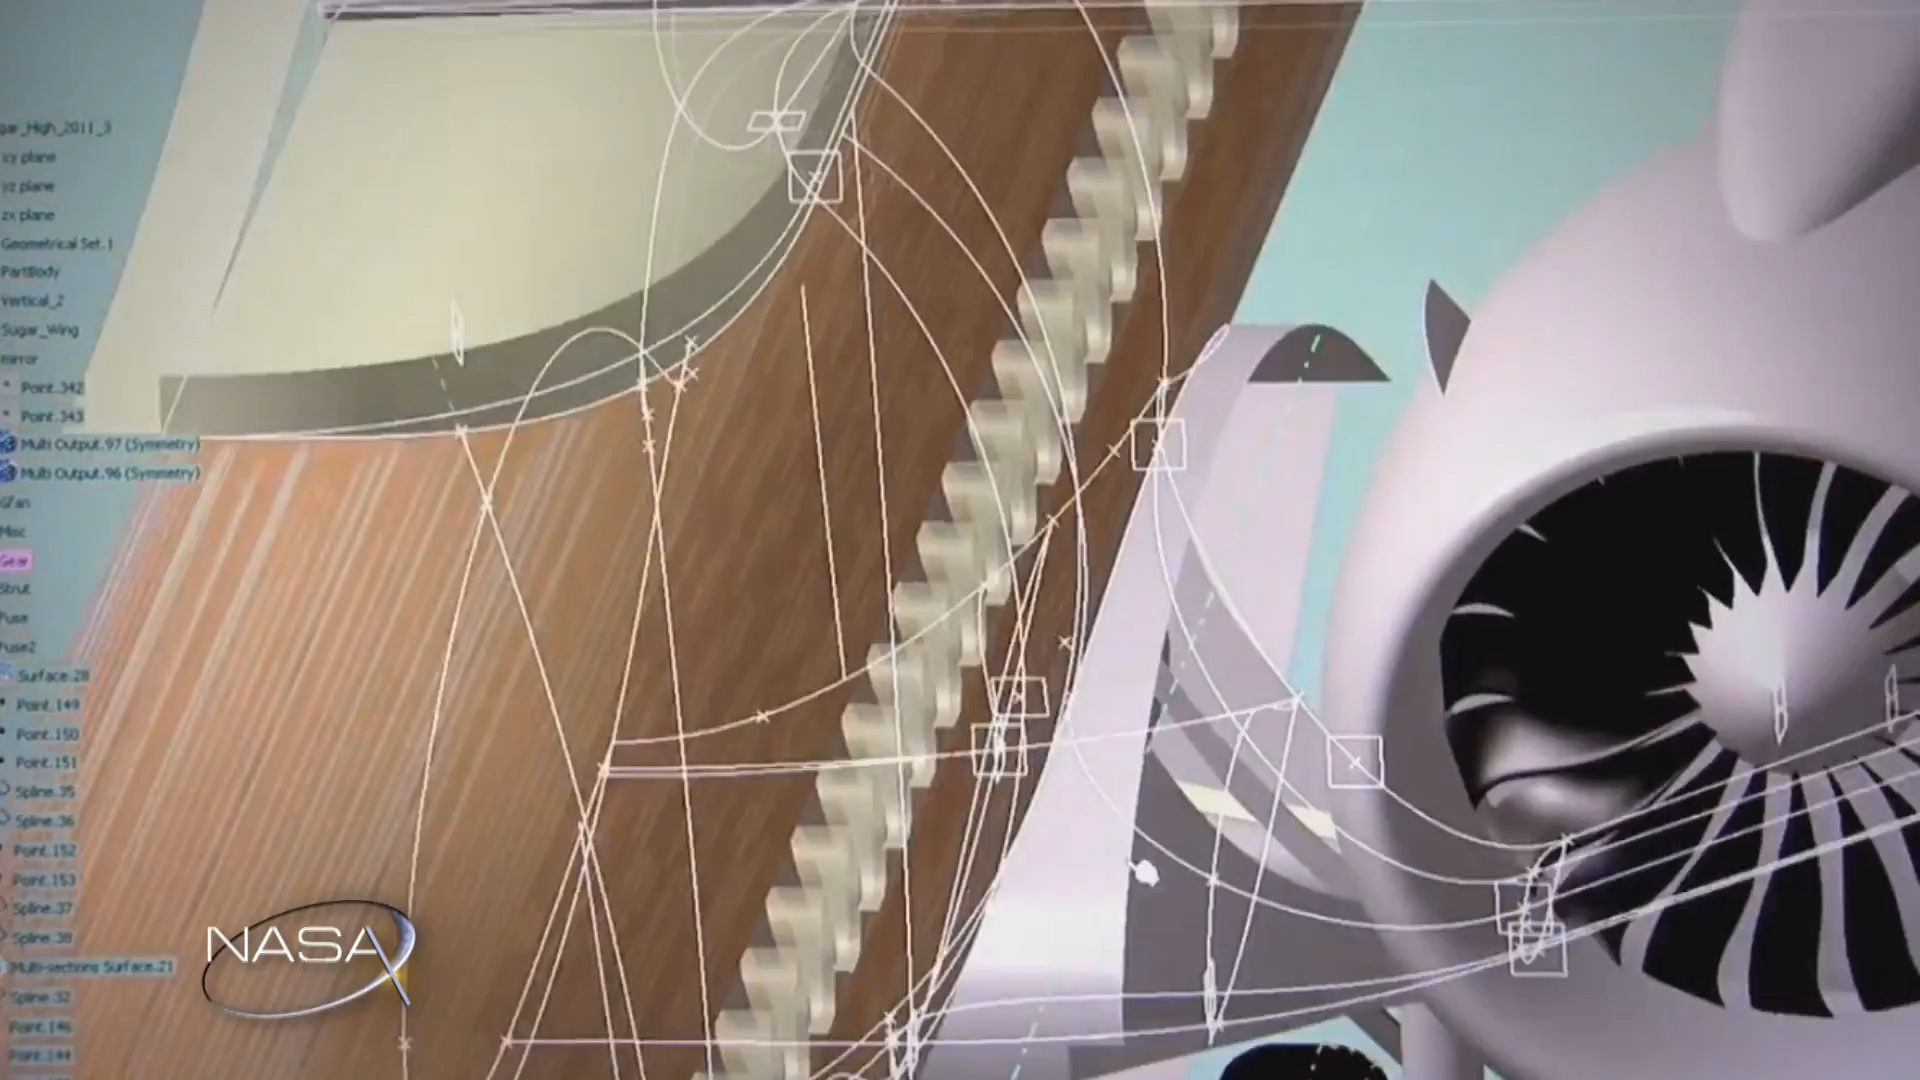 gar_High_2011_3
xy plane
yz plane
zx plane
Geometrical Set.1
PartBody
Vertical_2
Sugar_Wing
mirror
Point.342
Point.343
Multi Output.97 (Symmetry)
Multi Output.96 (Symmetry)
Gfan
Misc
Gear
Strut
Fuse
Fuse2
Surface.28
Point.149
Point.150
Point.151
Spline.35
Spline.36
Point.152
Point.153
Spline.37
Spline.38
Multi-sections Surface.21
Spline.32
Point.146
Point.144
NASA